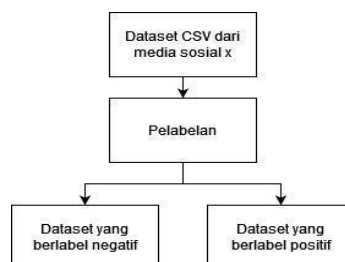 Dataset CSV dari
media sosial x
Pelabelan
Dataset yang
berlabel negatif
Dataset yang
berlabel positif